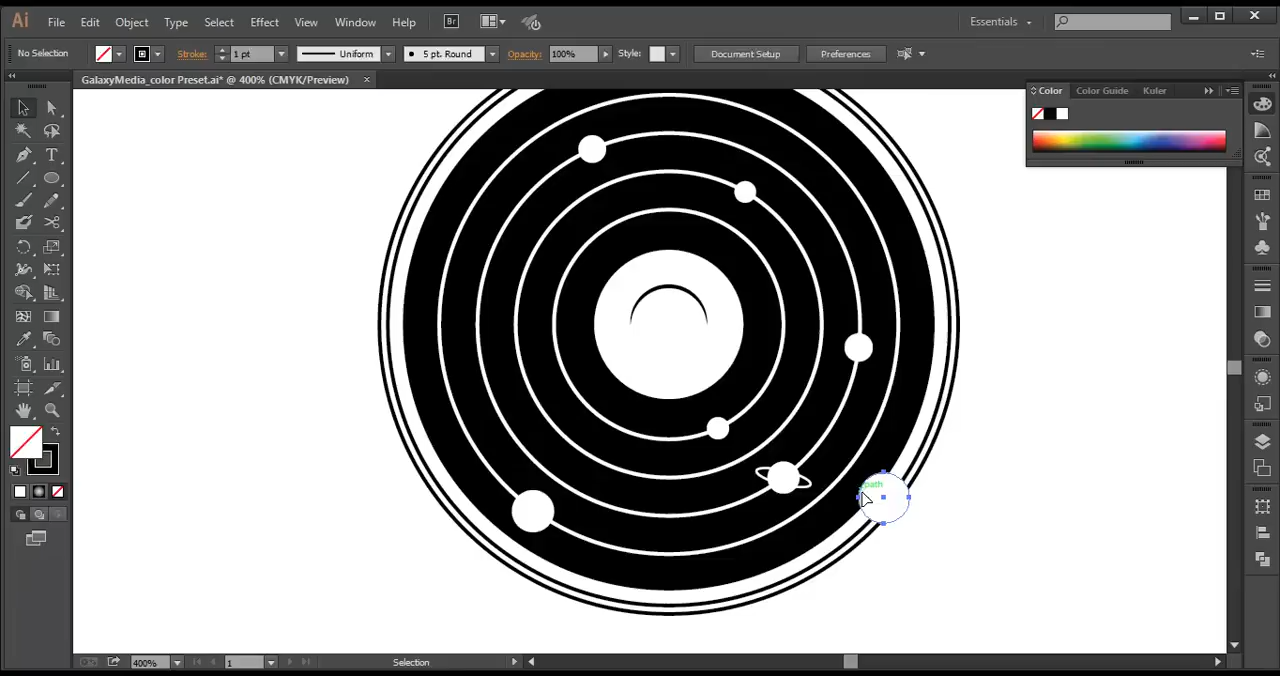 Ai File Edit Object Type Select Effect View Window Help Br Essentials
No Selection Stroke: 1 pt Uniform 5 pt. Round Opacity: 100% Style: Document Setup Preferences
GalaxyMedia_color Preset.ai* @ 400% (CMYK/Preview)
Color Color Guide Kuler
path
400% 1 Selection